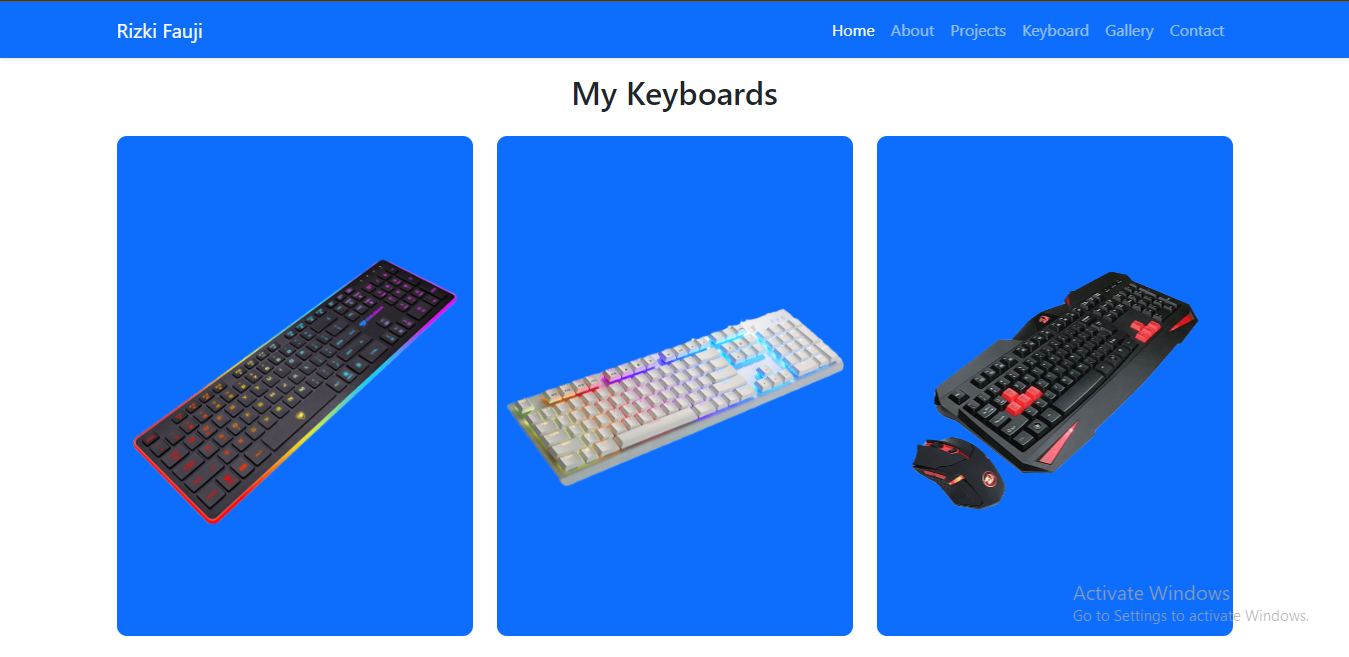 Rizki Fauji
Home About Projects Keyboard Gallery Contact
My Keyboards
Activate Windows
Go to Settings to activate Windows.